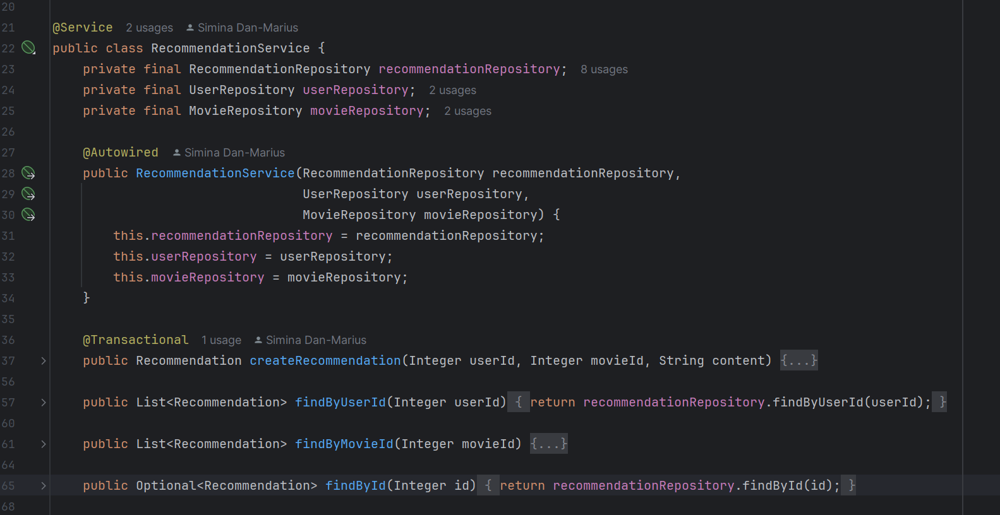 20
21 @Service 2 usages Simina Dan-Marius
22 public class RecommendationService {
23 private final RecommendationRepository recommendationRepository; 8 usages
24 private final UserRepository userRepository; 2 usages
25 private final MovieRepository movieRepository; 2 usages
26
27 @Autowired Simina Dan-Marius
28 public RecommendationService(RecommendationRepository recommendationRepository,
29 UserRepository userRepository,
30 MovieRepository movieRepository) {
31 this.recommendationRepository = recommendationRepository;
32 this.userRepository = userRepository;
33 this.movieRepository = movieRepository;
34 }
35
36 @Transactional 1 usage Simina Dan-Marius
37 public Recommendation createRecommendation(Integer userId, Integer movieId, String content) {...}
56
57 public List<Recommendation> findByUserId(Integer userId) { return recommendationRepository.findByUserId(userId); }
60
61 public List<Recommendation> findByMovieId(Integer movieId) {...}
64
65 public Optional<Recommendation> findById(Integer id) { return recommendationRepository.findById(id); }
68